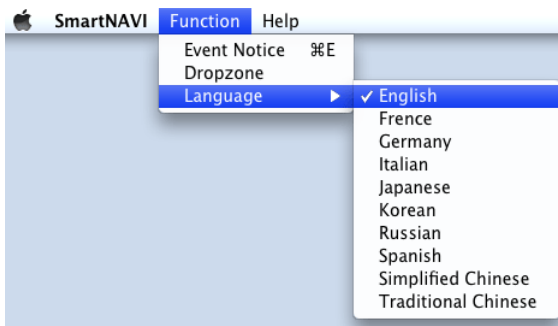 SmartNAVI Function Help
Event Notice ⌘E
Dropzone
Language ▶ ✓ English
Frence
Germany
Italian
Japanese
Korean
Russian
Spanish
Simplified Chinese
Traditional Chinese